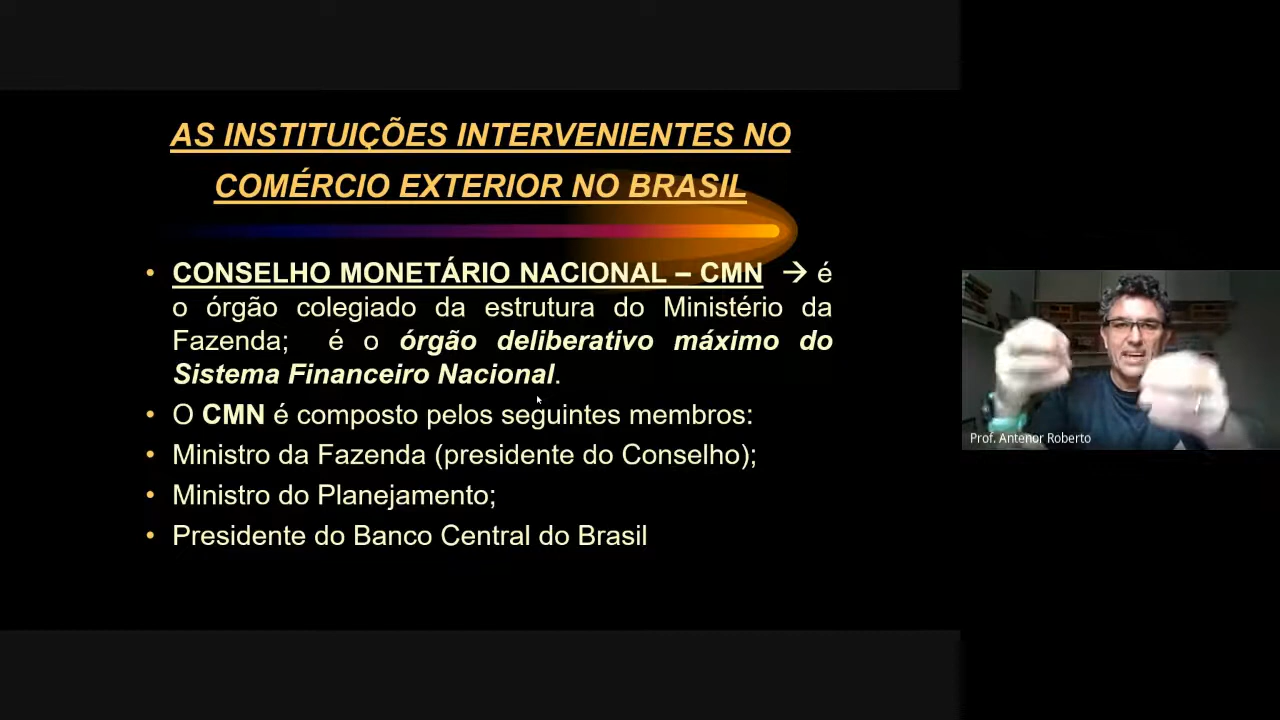 AS INSTITUIÇÕES INTERVENIENTES NO
COMÉRCIO EXTERIOR NO BRASIL
• CONSELHO MONETÁRIO NACIONAL – CMN → é
o órgão colegiado da estrutura do Ministério da
Fazenda; é o órgão deliberativo máximo do
Sistema Financeiro Nacional.
• O CMN é composto pelos seguintes membros:
• Ministro da Fazenda (presidente do Conselho);
• Ministro do Planejamento;
• Presidente do Banco Central do Brasil
Prof. Antenor Roberto